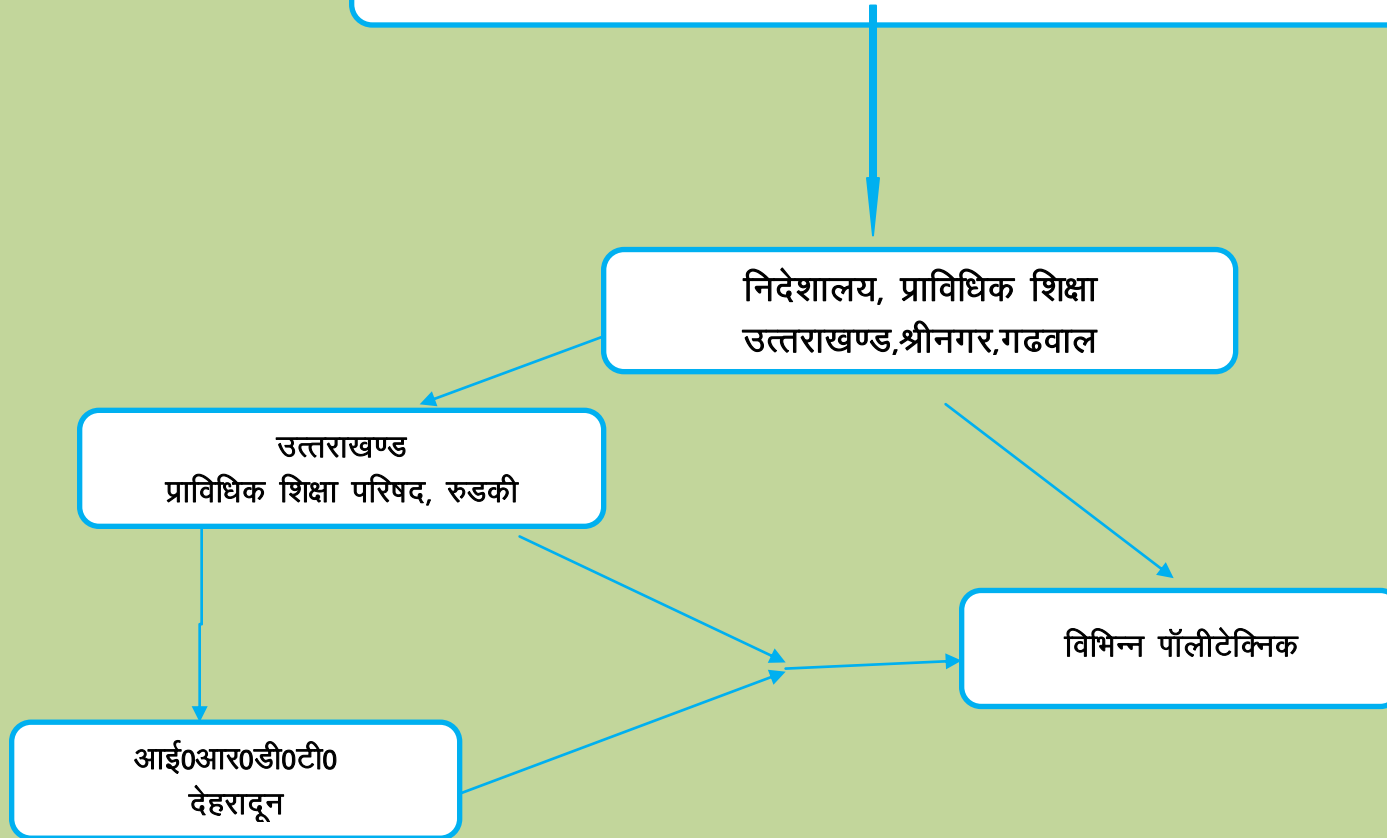 निदेशालय, प्राविधिक शिक्षा
उत्तराखण्ड,श्रीनगर,गढवाल
उत्तराखण्ड
प्राविधिक शिक्षा परिषद, रुडकी
विभिन्न पॉलीटेक्निक
आई0आर0डी0टी0
देहरादून